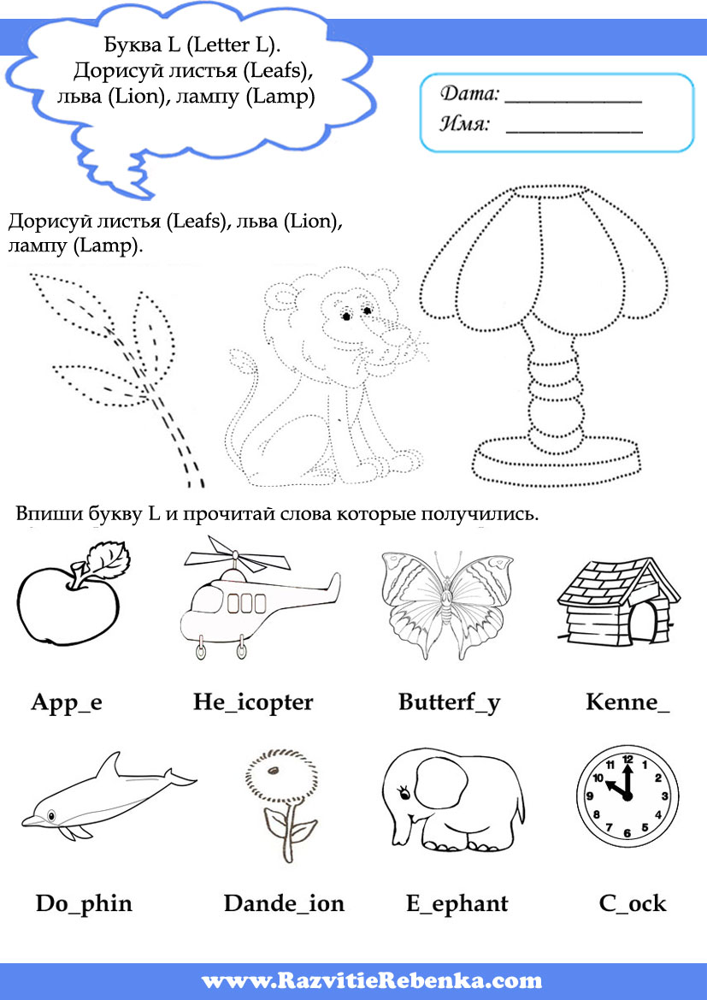 Буква L (Letter L).
Дорисуй листья (Leafs),
льва (Lion), лампу (Lamp)
Дата: ____________
Имя: ____________
Дорисуй листья (Leafs), льва (Lion),
лампу (Lamp).
Впиши букву L и прочитай слова которые получились.
App_e He_icopter Butterf_y Kenne_
12
11 1
10 2
9 3
8 4
7 5
6
Do_phin Dande_ion E_ephant C_ock
www.RazvitieRebenka.com